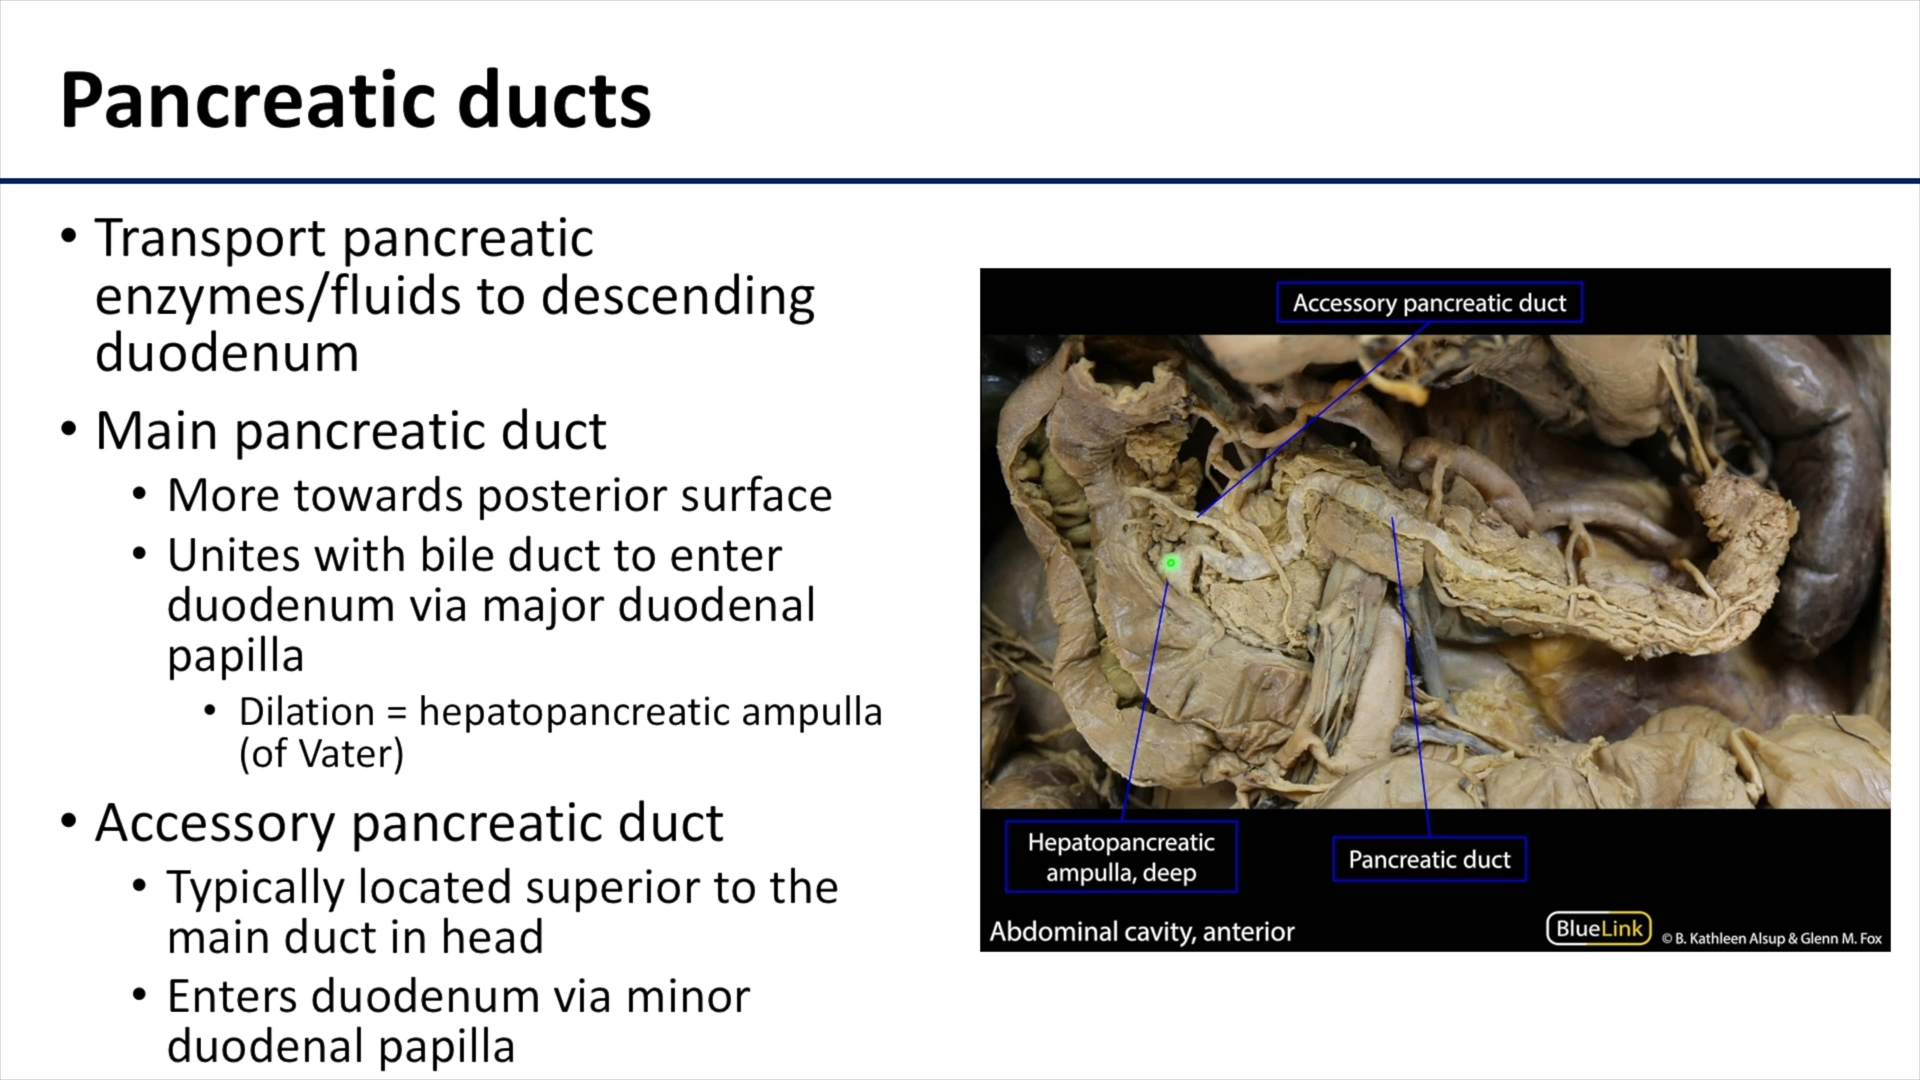 Pancreatic ducts
• Transport pancreatic
enzymes/fluids to descending
duodenum
• Main pancreatic duct
• More towards posterior surface
• Unites with bile duct to enter
duodenum via major duodenal
papilla
• Dilation = hepatopancreatic ampulla
(of Vater)
• Accessory pancreatic duct
• Typically located superior to the
main duct in head
• Enters duodenum via minor
duodenal papilla
Accessory pancreatic duct
Hepatopancreatic
ampulla, deep
Pancreatic duct
Abdominal cavity, anterior
BlueLink
© B. Kathleen Alsup & Glenn M. Fox